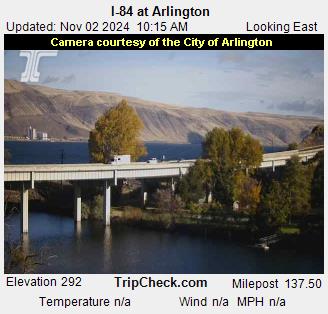 I-84 at Arlington
Updated: Nov 02 2024 10:15 AM Looking East
Camera courtesy of the City of Arlington
Elevation 292 TripCheck.com Milepost 137.50
Temperature n/a Wind n/a MPH n/a